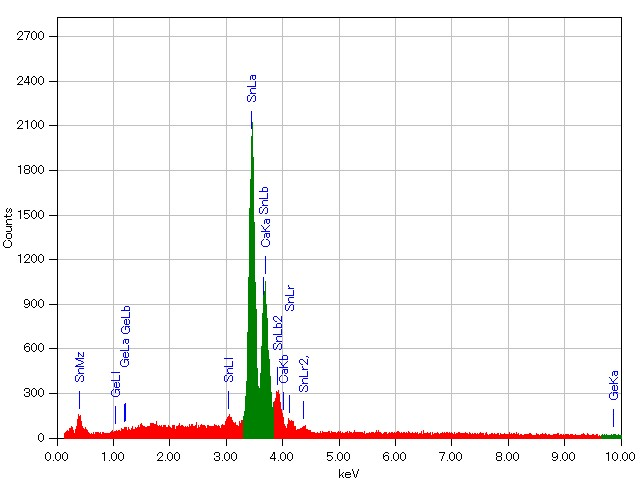 2700
2400
2100
1800
1500
1200
900
600
300
0
Counts
SnMz
GeLl
GeLa GeLb
SnLl
SnLa
CaKa SnLb
SnLb2
CaKb
SnLr
SnLr2,
GeKa
0.00 1.00 2.00 3.00 4.00 5.00 6.00 7.00 8.00 9.00 10.00
keV